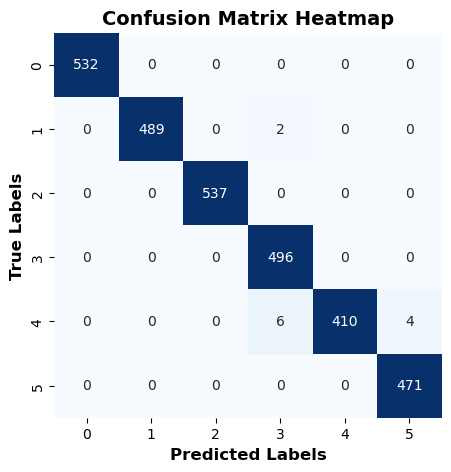 Confusion Matrix Heatmap
True Labels
0 532 0 0 0 0 0
1 0 489 0 2 0 0
2 0 0 537 0 0 0
3 0 0 0 496 0 0
4 0 0 0 6 410 4
5 0 0 0 0 0 471
0 1 2 3 4 5
Predicted Labels